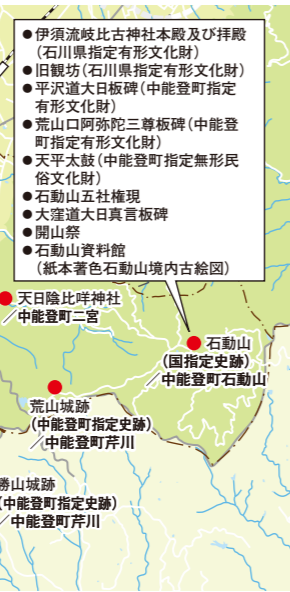 ●伊須流岐比古神社本殿及び拝殿
（石川県指定有形文化財）
●旧観坊（石川県指定有形文化財）
●平沢道大日板碑（中能登町指定
有形文化財）
●荒山口阿弥陀三尊板碑（中能登
町指定有形文化財）
●天平太鼓（中能登町指定無形民
俗文化財）
●石動山五社権現
●大窪道大日真言板碑
●開山祭
●石動山資料館
（紙本著色石動山境内古絵図）
天日陰比咩神社
／中能登町二宮
石動山
（国指定史跡）
／中能登町石動山
荒山城跡
（中能登町指定史跡）
／中能登町芹川
勝山城跡
（中能登町指定史跡）
／中能登町芹川